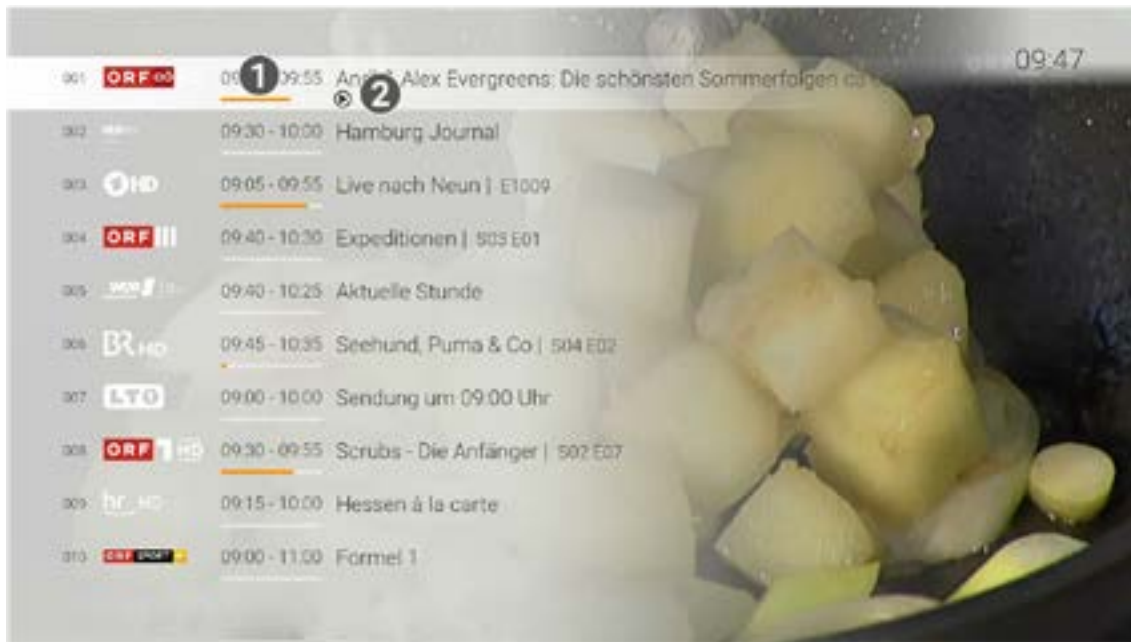 09:47
001 ORF OÖ 09 1 09:55 2 Alex Evergreens: Die schönsten Sommerfolgen
002 09:30 - 10:00 Hamburg Journal
003 HD 09:05 - 09:55 Live nach Neun | E1009
004 ORF III 09:40 - 10:30 Expeditionen | S03 E01
005 WDR 09:40 - 10:25 Aktuelle Stunde
006 BR HD 09:45 - 10:35 Seehund, Puma & Co | S04 E02
007 LTO 09:00 - 10:00 Sendung um 09:00 Uhr
008 ORF 1 HD 09:30 - 09:55 Scrubs - Die Anfänger | S02 E07
009 hr HD 09:15 - 10:00 Hessen à la carte
010 ORF SPORT + 09:00 - 11:00 Formel 1